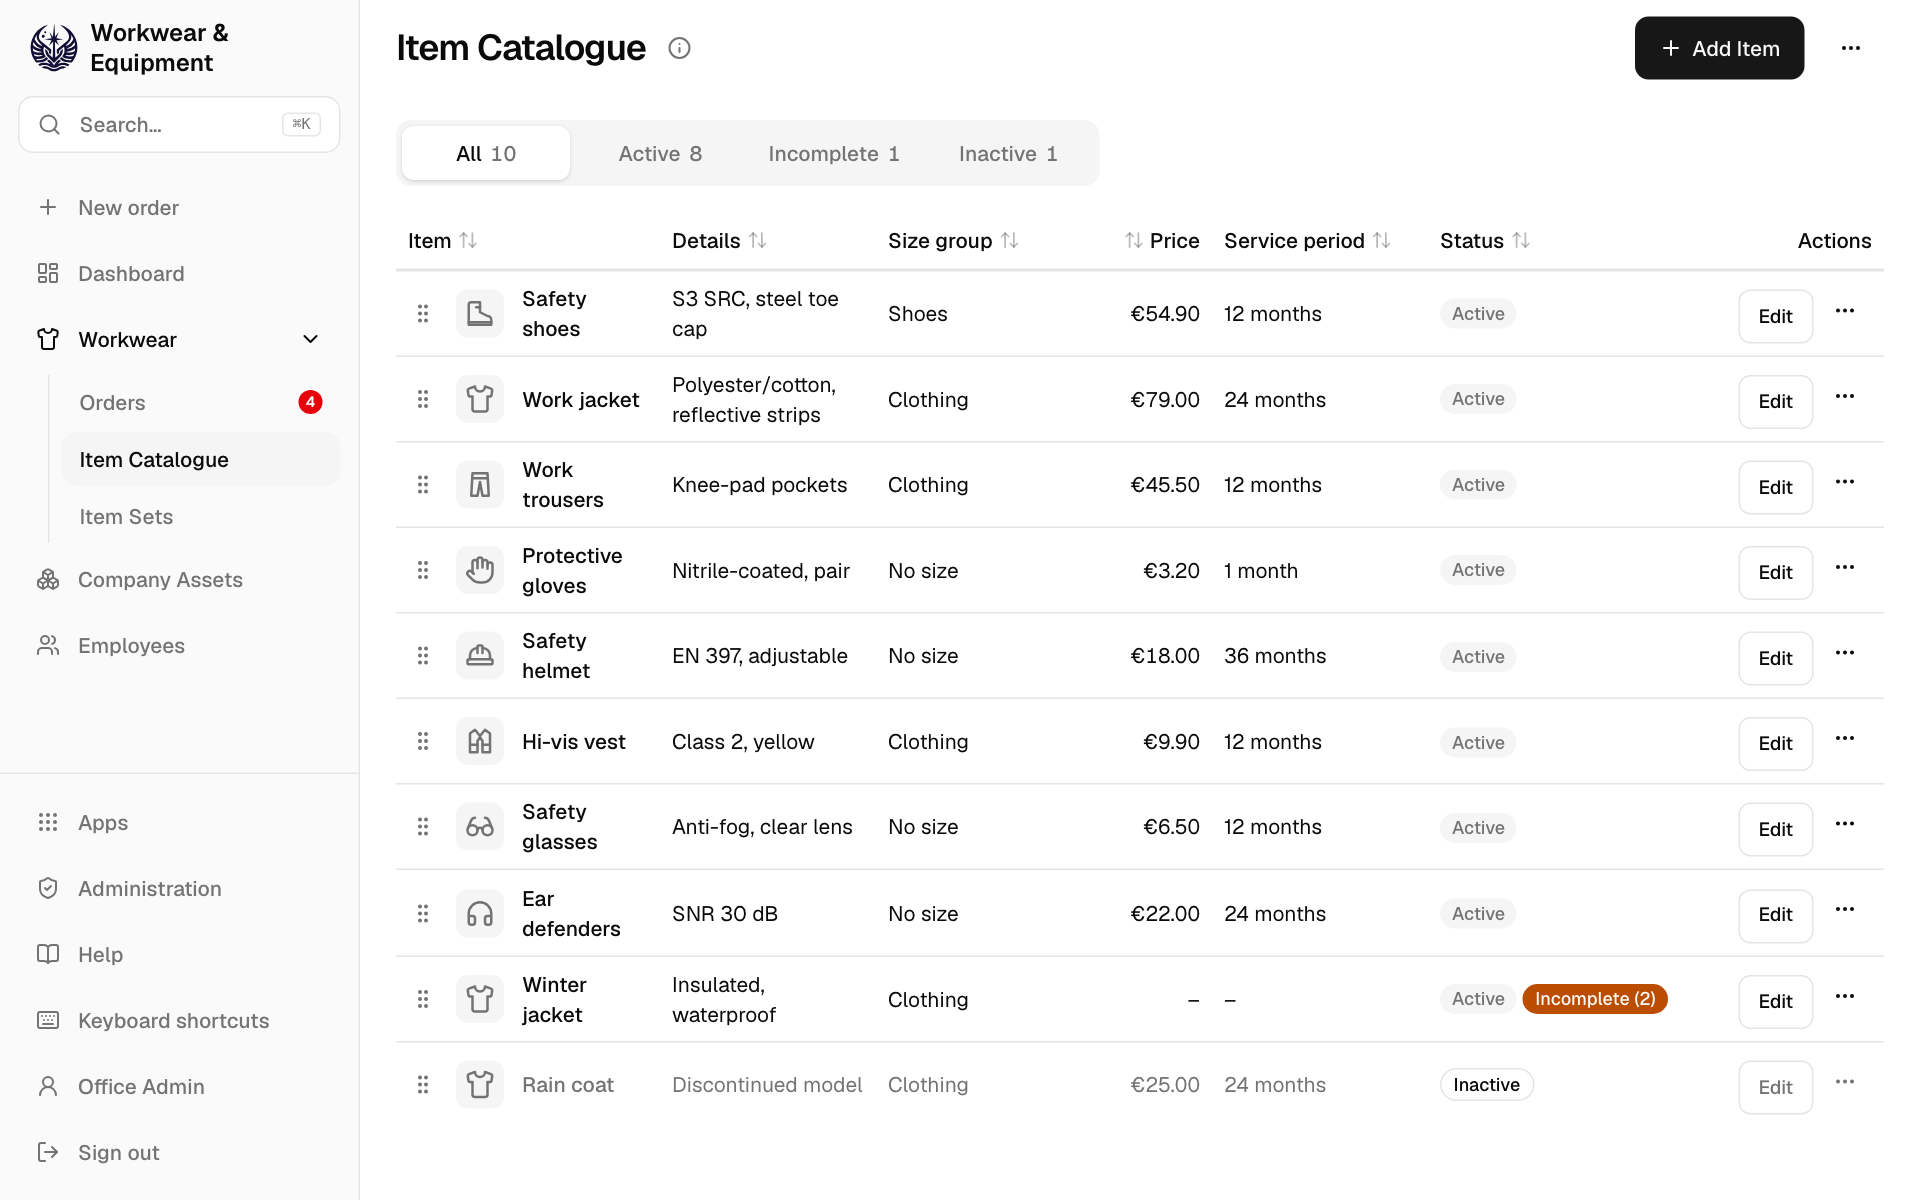 Workwear &
Equipment
Search...
⌘K
New order
Dashboard
Workwear
Orders
4
Item Catalogue
Item Sets
Company Assets
Employees
Apps
Administration
Help
Keyboard shortcuts
Office Admin
Sign out
Item Catalogue
Add Item
All 10
Active 8
Incomplete 1
Inactive 1
Item
Details
Size group
Price
Service period
Status
Actions
Safety
shoes
S3 SRC, steel toe
cap
Shoes
€54.90
12 months
Active
Edit
Work jacket
Polyester/cotton,
reflective strips
Clothing
€79.00
24 months
Active
Edit
Work
trousers
Knee-pad pockets
Clothing
€45.50
12 months
Active
Edit
Protective
gloves
Nitrile-coated, pair
No size
€3.20
1 month
Active
Edit
Safety
helmet
EN 397, adjustable
No size
€18.00
36 months
Active
Edit
Hi-vis vest
Class 2, yellow
Clothing
€9.90
12 months
Active
Edit
Safety
glasses
Anti-fog, clear lens
No size
€6.50
12 months
Active
Edit
Ear
defenders
SNR 30 dB
No size
€22.00
24 months
Active
Edit
Winter
jacket
Insulated,
waterproof
Clothing
–
–
Active
Incomplete (2)
Edit
Rain coat
Discontinued model
Clothing
€25.00
24 months
Inactive
Edit